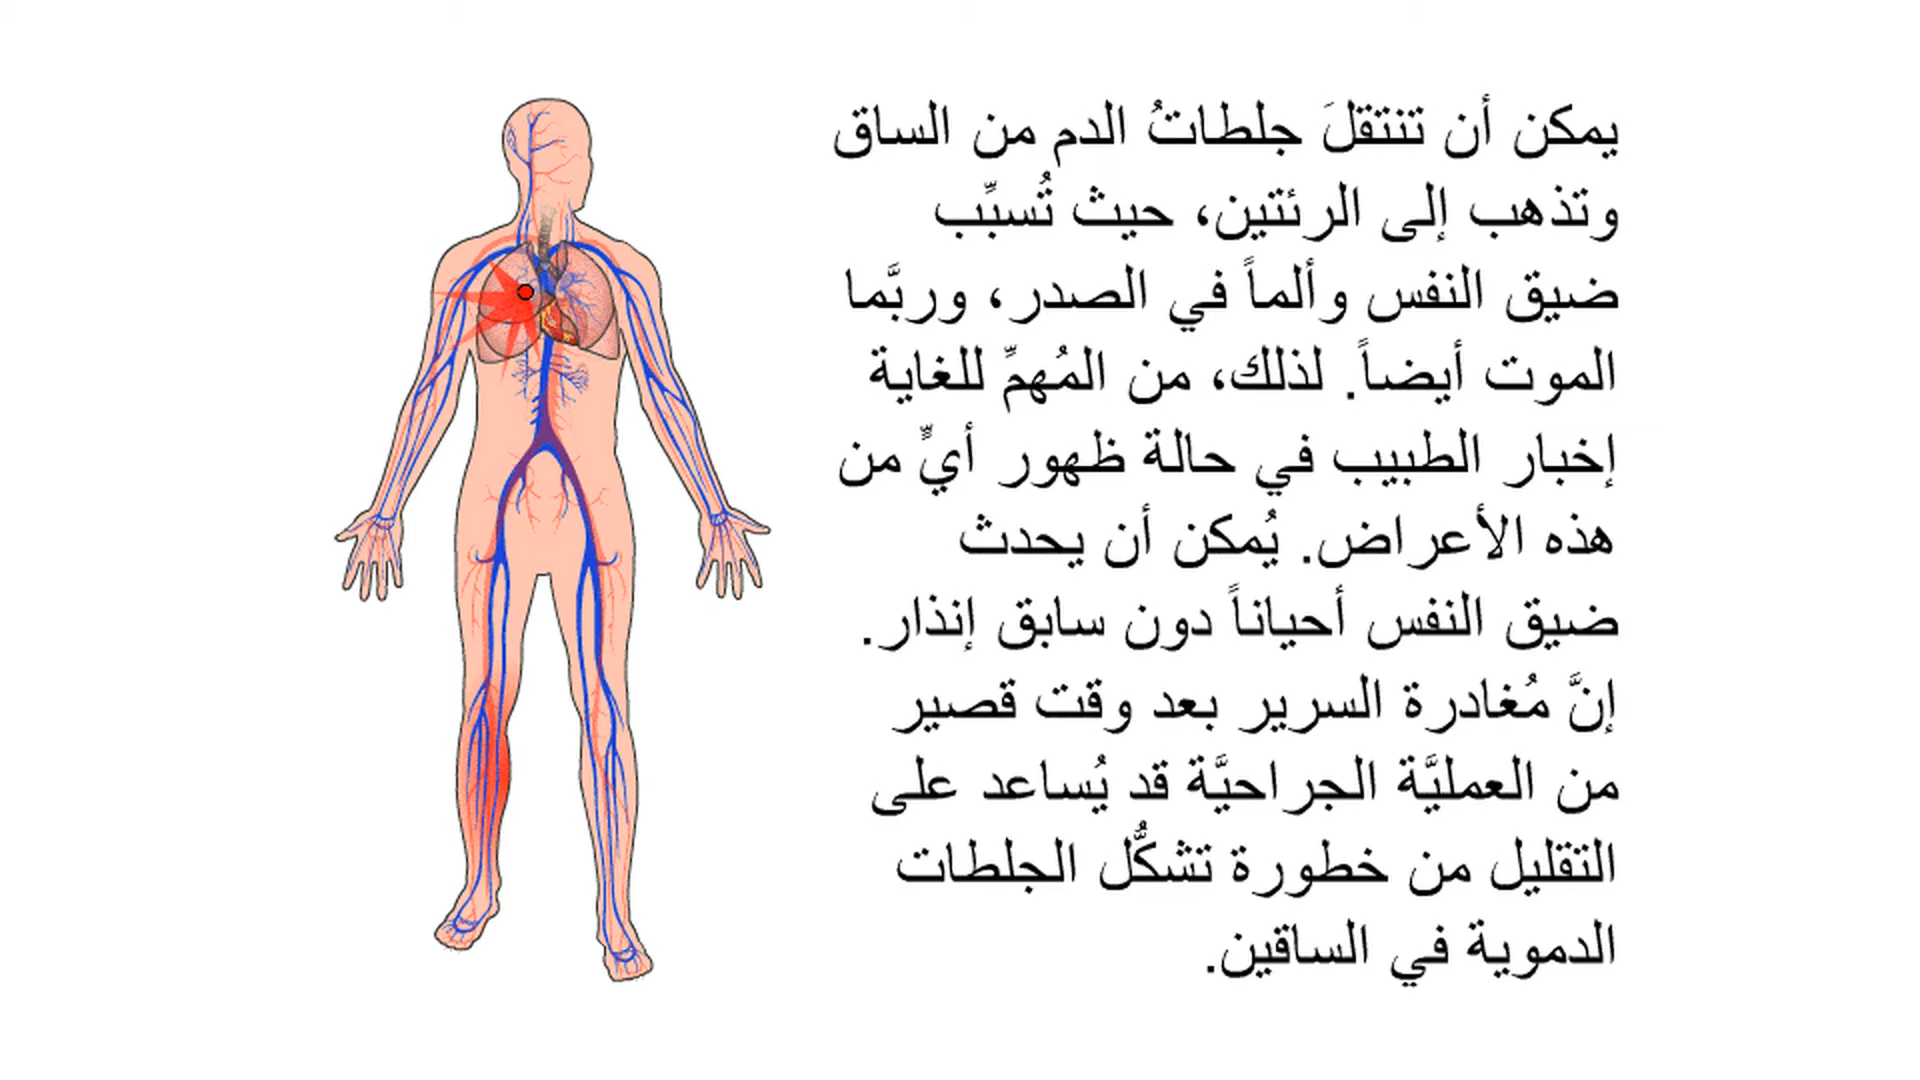 يمكن أن تنتقلَ جلطاتُ الدم من الساق
وتذهب إلى الرئتين، حيث تُسبِّب
ضيق النفس وألماً في الصدر، وربَّما
الموت أيضاً. لذلك، من المُهمِّ للغاية
إخبار الطبيب في حالة ظهور أيٍّ من
هذه الأعراض. يُمكن أن يحدث
ضيق النفس أحياناً دون سابق إنذار.
إنَّ مُغادرة السرير بعد وقت قصير
من العمليَّة الجراحيَّة قد يُساعد على
التقليل من خطورة تشكُّل الجلطات
الدموية في الساقين.